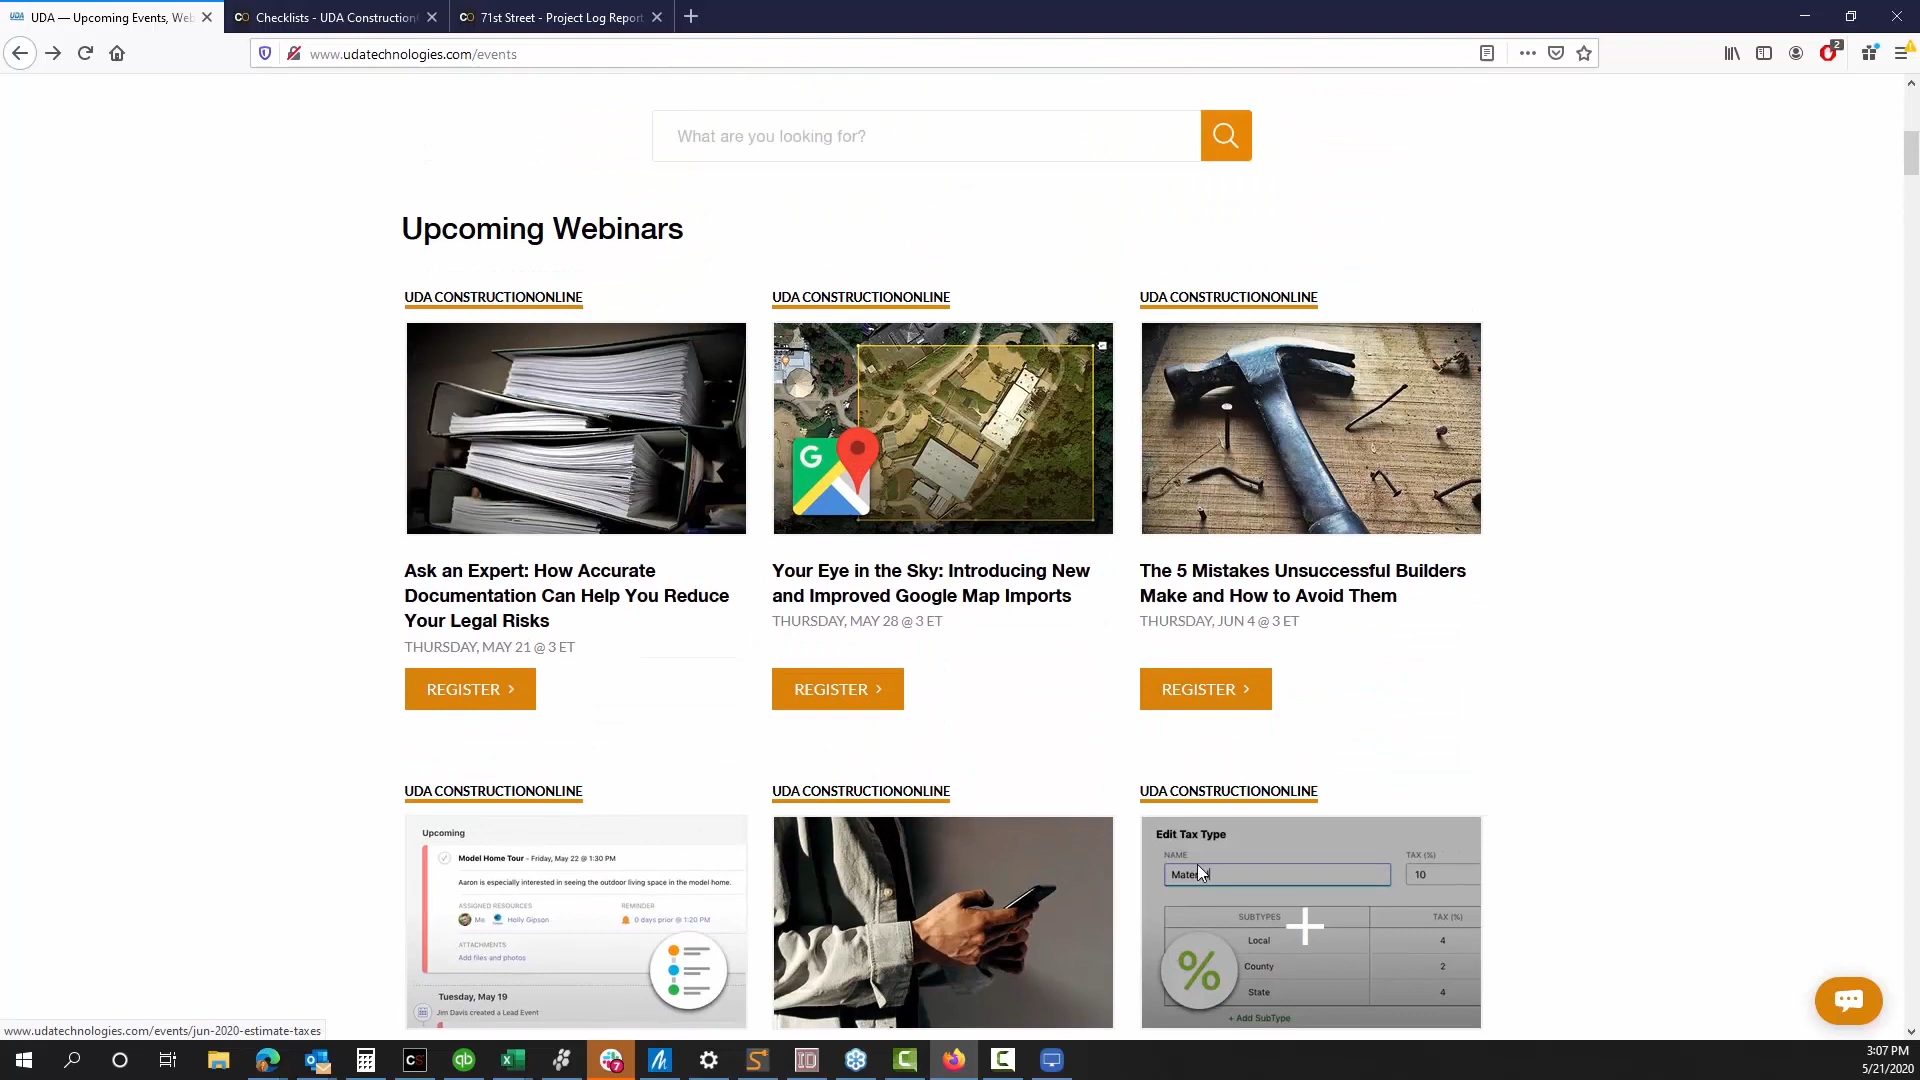 UDA — Upcoming Events, Web
Checklists - UDA Construction
71st Street - Project Log Report
www.udatechnologies.com/events
2
What are you looking for?
Upcoming Webinars
UDA CONSTRUCTIONONLINE
UDA CONSTRUCTIONONLINE
UDA CONSTRUCTIONONLINE
G
Ask an Expert: How Accurate
Documentation Can Help You Reduce
Your Legal Risks
THURSDAY, MAY 21 @ 3 ET
REGISTER >
Your Eye in the Sky: Introducing New
and Improved Google Map Imports
THURSDAY, MAY 28 @ 3 ET
REGISTER >
The 5 Mistakes Unsuccessful Builders
Make and How to Avoid Them
THURSDAY, JUN 4 @ 3 ET
REGISTER >
UDA CONSTRUCTIONONLINE
UDA CONSTRUCTIONONLINE
UDA CONSTRUCTIONONLINE
Upcoming
Model Home Tour - Friday, May 22 @ 1:30 PM
Aaron is especially interested in seeing the outdoor living space in the model home.
ASSIGNED RESOURCES
REMINDER
Me Holly Gipson
0 days prior @ 1:20 PM
ATTACHMENTS
Add files and photos
Tuesday, May 19
Jim Davis created a Lead Event
Edit Tax Type
NAME
TAX (%)
10
SUBTYPES
TAX (%)
Local
4
County
2
State
4
+ Add SubType
%
www.udatechnologies.com/events/jun-2020-estimate-taxes
3:07 PM
5/21/2020